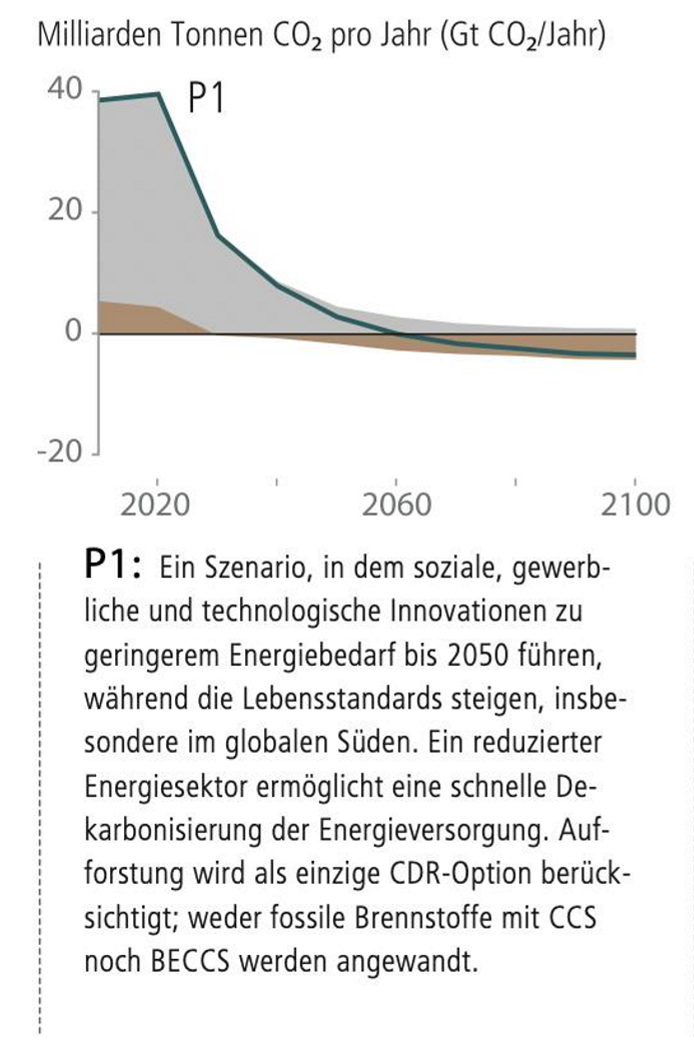 Milliarden Tonnen CO₂ pro Jahr (Gt CO₂/Jahr)
40
P1
20
0
-20
2020 2060 2100
P1: Ein Szenario, in dem soziale, gewerb-
liche und technologische Innovationen zu
geringerem Energiebedarf bis 2050 führen,
während die Lebensstandards steigen, insbe-
sondere im globalen Süden. Ein reduzierter
Energiesektor ermöglicht eine schnelle De-
karbonisierung der Energieversorgung. Auf-
forstung wird als einzige CDR-Option berück-
sichtigt; weder fossile Brennstoffe mit CCS
noch BECCS werden angewandt.